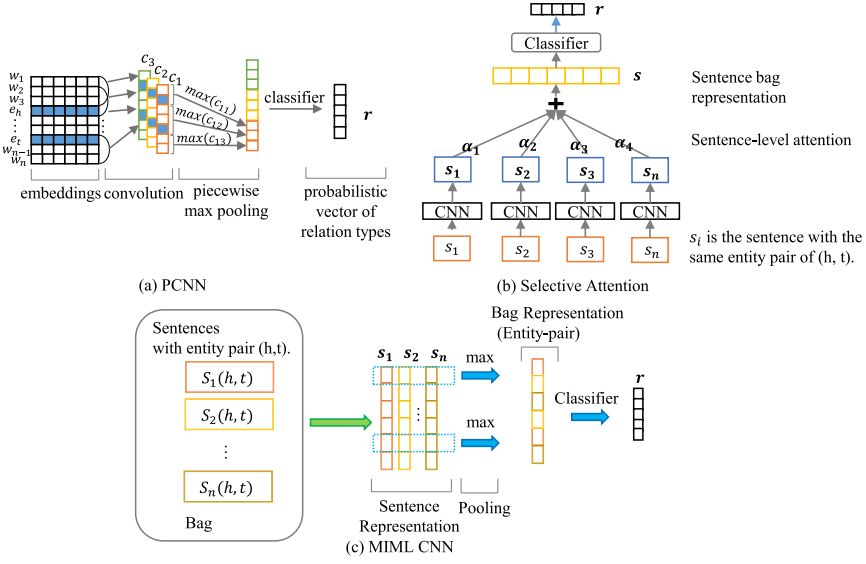 w₁
w₂
w₃
eₕ
⋮
eₜ
wₙ₋₁
wₙ
c₃
c₂
c₁
max(c₁₁)
max(c₁₂)
max(c₁₃)
classifier
r
embeddings
convolution
piecewise
max pooling
probabilistic
vector of
relation types
(a) PCNN
r
Classifier
s
Sentence bag
representation
+
Sentence-level attention
α₁ α₂ α₃ α₄
s₁ s₂ s₃ sₙ
CNN CNN CNN CNN
s₁ s₂ s₃ sₙ
sᵢ is the sentence with the
same entity pair of (h, t).
(b) Selective Attention
Sentences
with entity pair (h,t).
S₁(h, t)
S₂(h, t)
⋮
Sₙ(h, t)
Bag
s₁ s₂ sₙ
⋮
Sentence
Representation
max
max
Pooling
Bag Representation
(Entity-pair)
Classifier
r
(c) MIML CNN